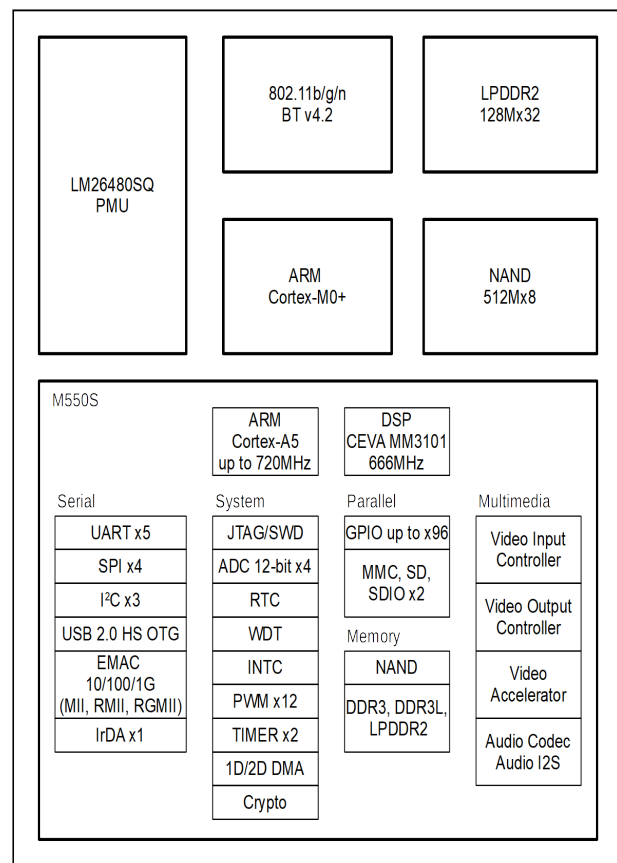 LM26480SQ
PMU
802.11b/g/n
BT v4.2
LPDDR2
128Mx32
ARM
Cortex-M0+
NAND
512Mx8
M550S
ARM
Cortex-A5
up to 720MHz
DSP
CEVA MM3101
666MHz
Serial
UART x5
SPI x4
I²C x3
USB 2.0 HS OTG
EMAC
10/100/1G
(MII, RMII, RGMII)
IrDA x1
System
JTAG/SWD
ADC 12-bit x4
RTC
WDT
INTC
PWM x12
TIMER x2
1D/2D DMA
Crypto
Parallel
GPIO up to x96
MMC, SD,
SDIO x2
Memory
NAND
DDR3, DDR3L,
LPDDR2
Multimedia
Video Input
Controller
Video Output
Controller
Video
Accelerator
Audio Codec
Audio I2S